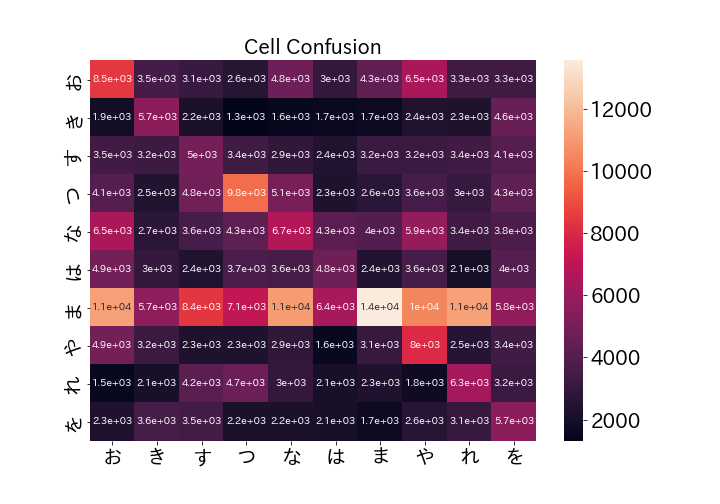 Cell Confusion
お 8.5e+03 3.5e+03 3.1e+03 2.6e+03 4.8e+03 3e+03 4.3e+03 6.5e+03 3.3e+03 3.3e+03
き 1.9e+03 5.7e+03 2.2e+03 1.3e+03 1.6e+03 1.7e+03 1.7e+03 2.4e+03 2.3e+03 4.6e+03
す 3.5e+03 3.2e+03 5e+03 3.4e+03 2.9e+03 2.4e+03 3.2e+03 3.2e+03 3.4e+03 4.1e+03
つ 4.1e+03 2.5e+03 4.8e+03 9.8e+03 5.1e+03 2.3e+03 2.6e+03 3.6e+03 3e+03 4.3e+03
な 6.5e+03 2.7e+03 3.6e+03 4.3e+03 6.7e+03 4.3e+03 4e+03 5.9e+03 3.4e+03 3.8e+03
は 4.9e+03 3e+03 2.4e+03 3.7e+03 3.6e+03 4.8e+03 2.4e+03 3.6e+03 2.1e+03 4e+03
ま 1.1e+04 5.7e+03 8.4e+03 7.1e+03 1.1e+04 6.4e+03 1.4e+04 1e+04 1.1e+04 5.8e+03
や 4.9e+03 3.2e+03 2.3e+03 2.3e+03 2.9e+03 1.6e+03 3.1e+03 8e+03 2.5e+03 3.4e+03
れ 1.5e+03 2.1e+03 4.2e+03 4.7e+03 3e+03 2.1e+03 2.3e+03 1.8e+03 6.3e+03 3.2e+03
を 2.3e+03 3.6e+03 3.5e+03 2.2e+03 2.2e+03 2.1e+03 1.7e+03 2.6e+03 3.1e+03 5.7e+03
お き す つ な は ま や れ を
12000
10000
8000
6000
4000
2000